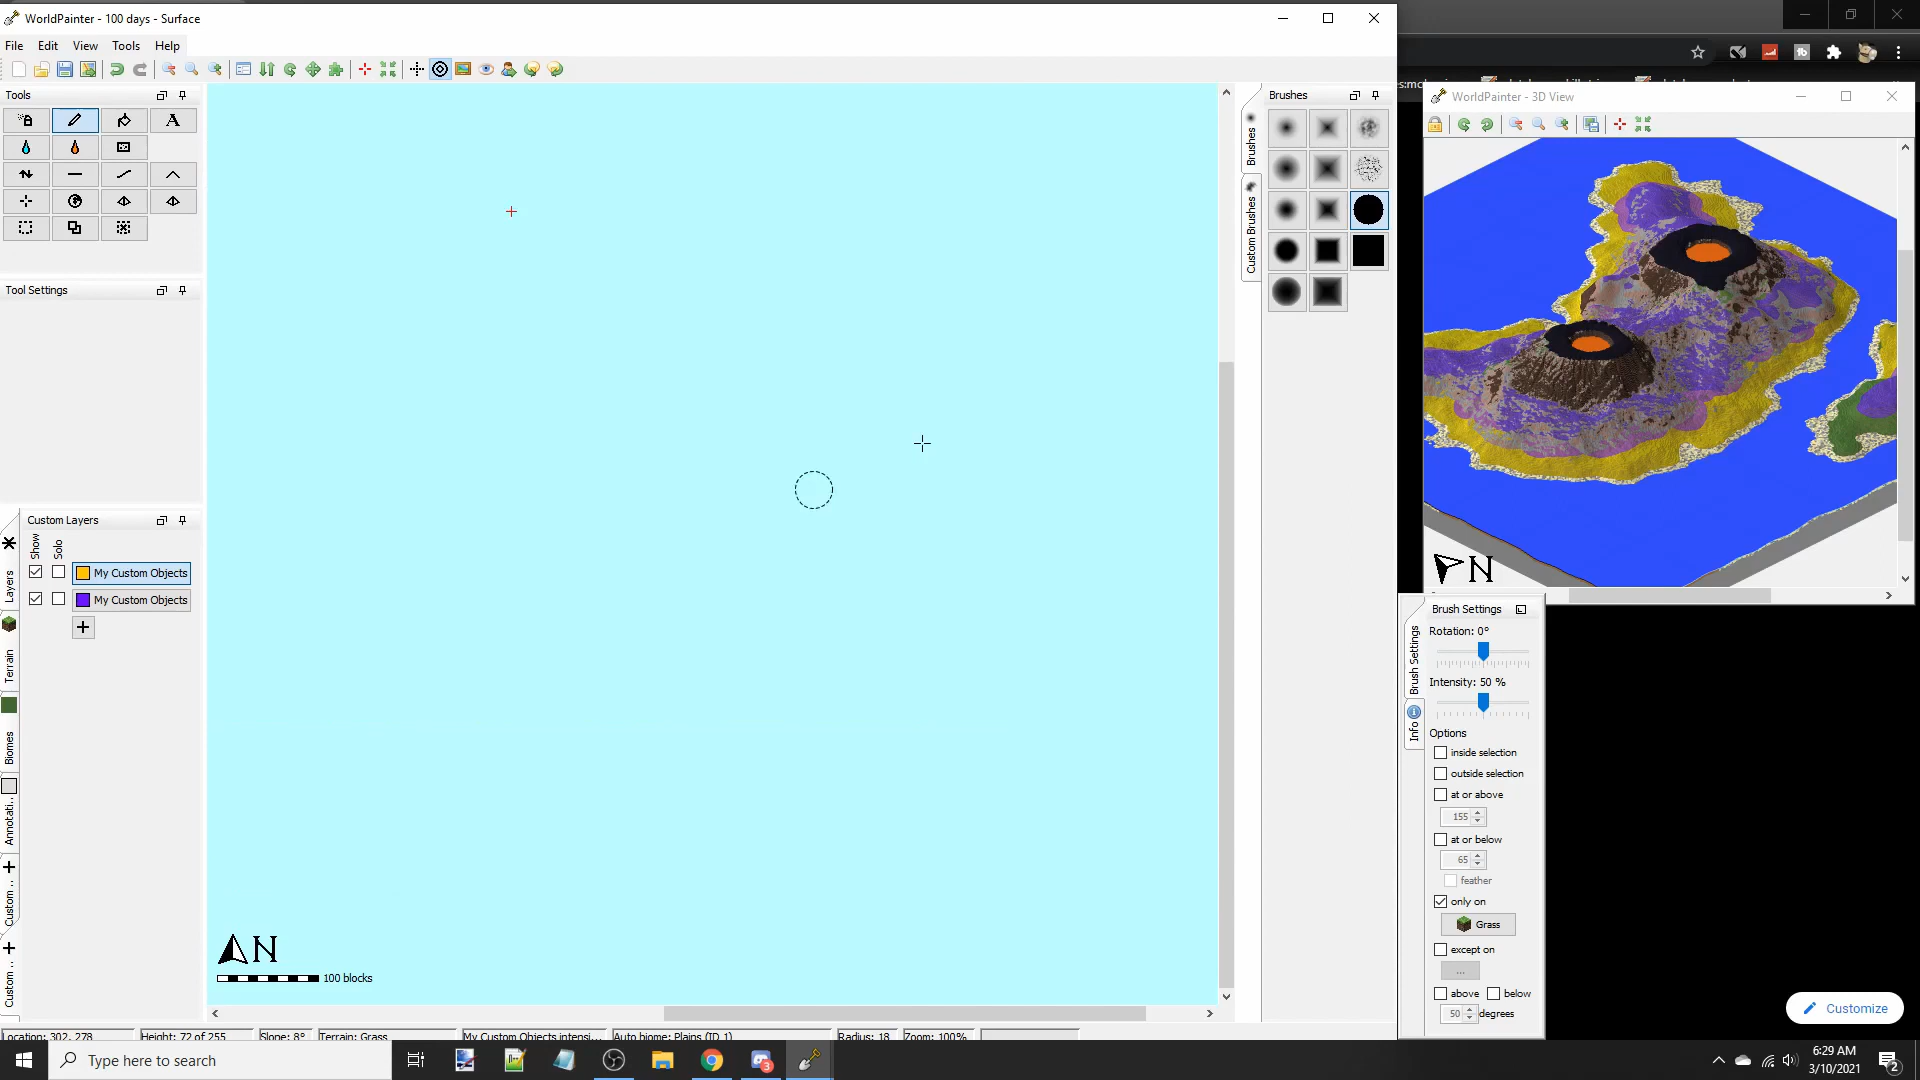 WorldPainter - 100 days - Surface
File Edit View Tools Help
Tools
A
Tool Settings
Custom Layers
Show
Solo
My Custom Objects
My Custom Objects
Layers
Terrain
Biomes
Annotati...
Custom ...
Custom ...
N
100 blocks
Location: 302, 278 Height: 72 of 255 Slope: 8° Terrain: Grass My Custom Objects intensi... Auto biome: Plains (ID 1) Radius: 18 Zoom: 100%
Brushes
Brushes
Custom Brushes
WorldPainter - 3D View
N
Brush Settings
Brush Settings
Info
Rotation: 0°
Intensity: 50 %
Options
inside selection
outside selection
at or above
155
at or below
65
feather
only on
Grass
except on
...
above below
50 degrees
Customize
Type here to search
3
6:29 AM
3/10/2021
2